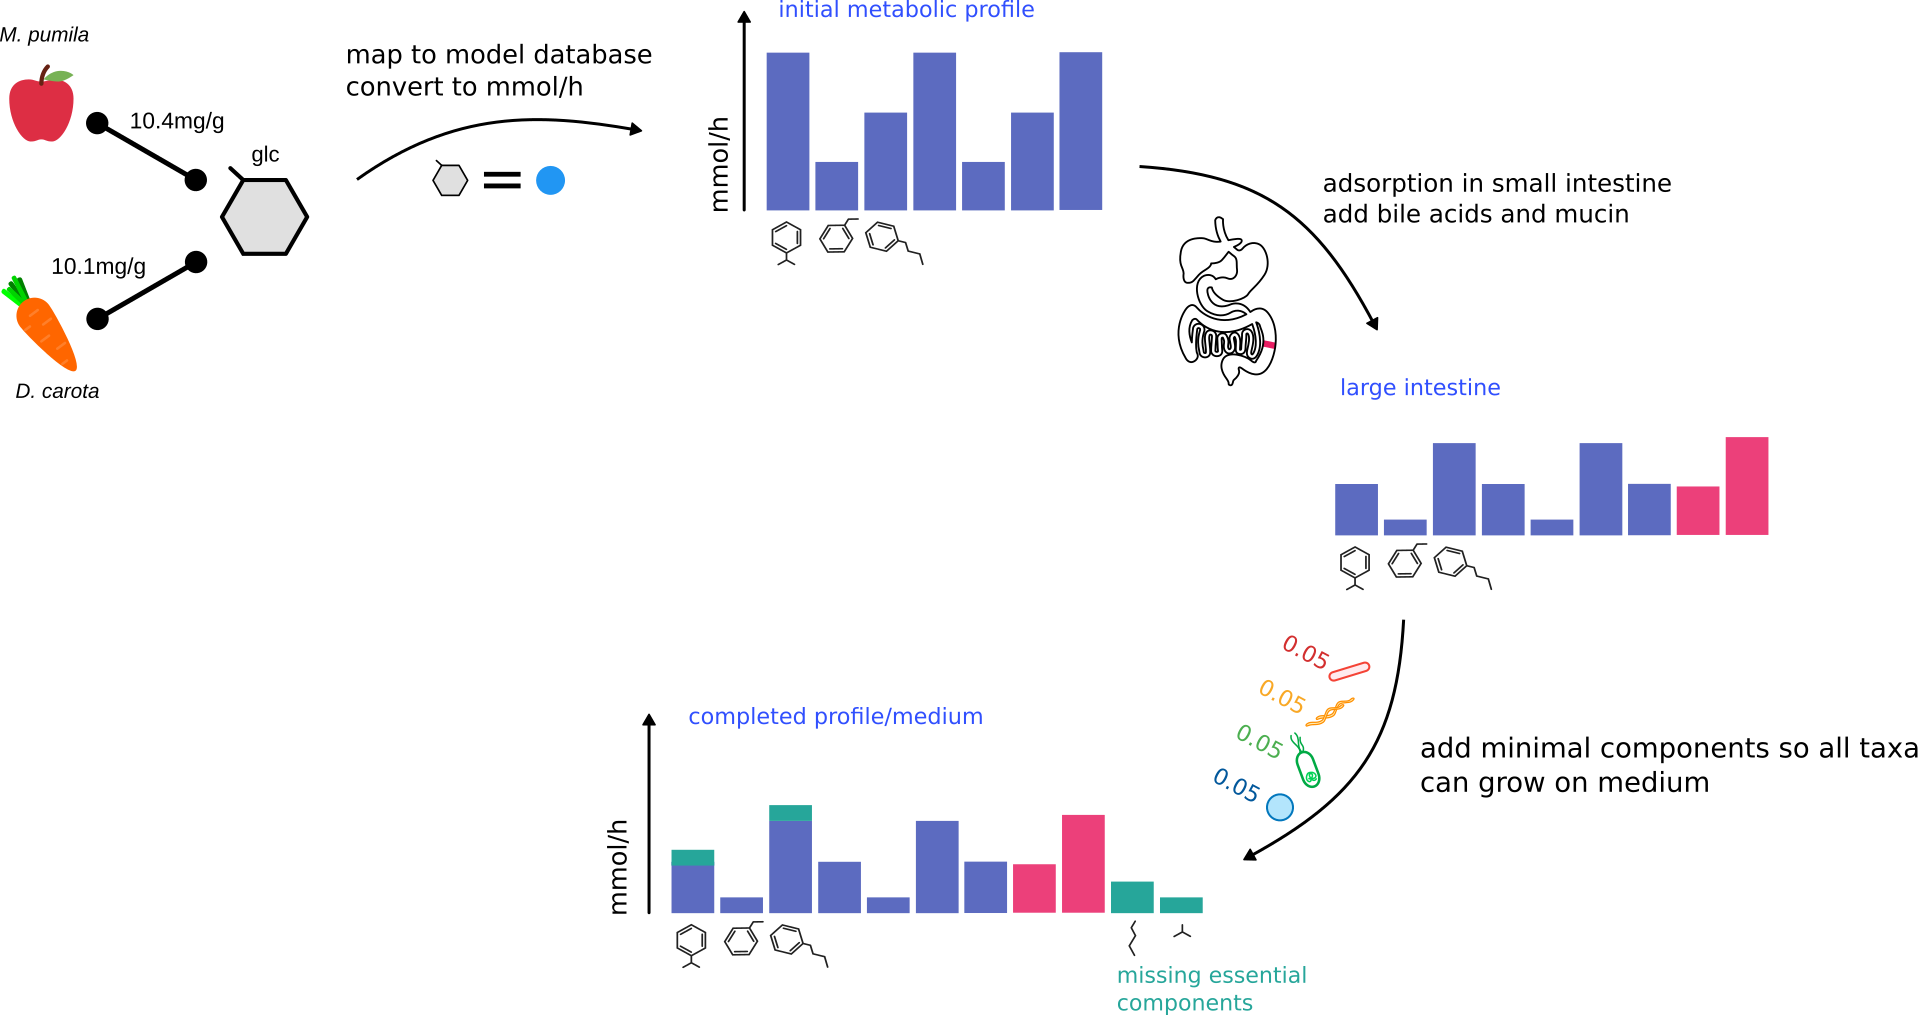 M. pumila
10.4mg/g
glc
10.1mg/g
D. carota
map to model database
convert to mmol/h
initial metabolic profile
mmol/h
adsorption in small intestine
add bile acids and mucin
large intestine
0.05
0.05
0.05
0.05
add minimal components so all taxa
can grow on medium
completed profile/medium
mmol/h
missing essential
components